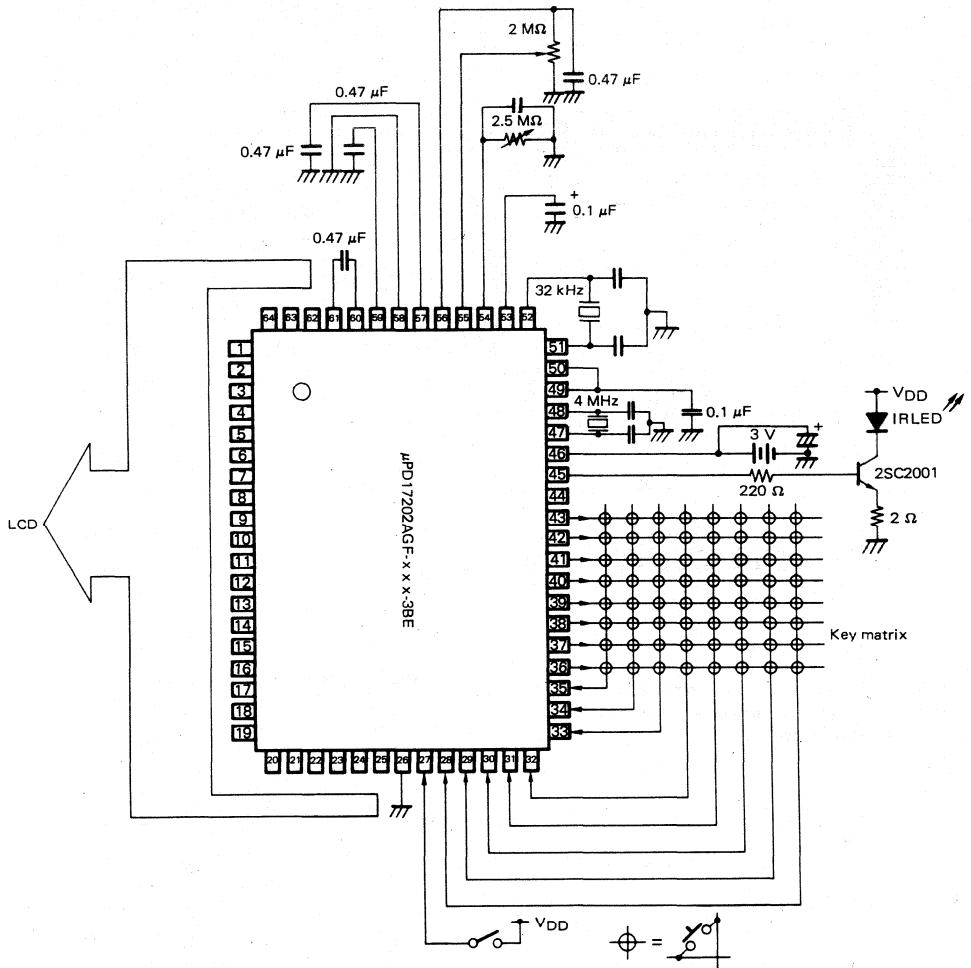 2 MΩ
0.47 μF
0.47 μF
2.5 MΩ
0.47 μF
+
0.1 μF
0.47 μF
32 kHz
64 63 62 61 60 59 58 57 56 55 54 53 52
1
2
3
4
5
6
7
8
9
10
11
12
13
14
15
16
17
18
19
51
50
49
48
47
46
45
44
43
42
41
40
39
38
37
36
35
34
33
4 MHz
0.1 μF
VDD
IRLED
3 V
+
2SC2001
220 Ω
2 Ω
LCD
μPD17202AGF-x x x-3BE
Key matrix
20 21 22 23 24 25 26 27 28 29 30 31 32
VDD
=